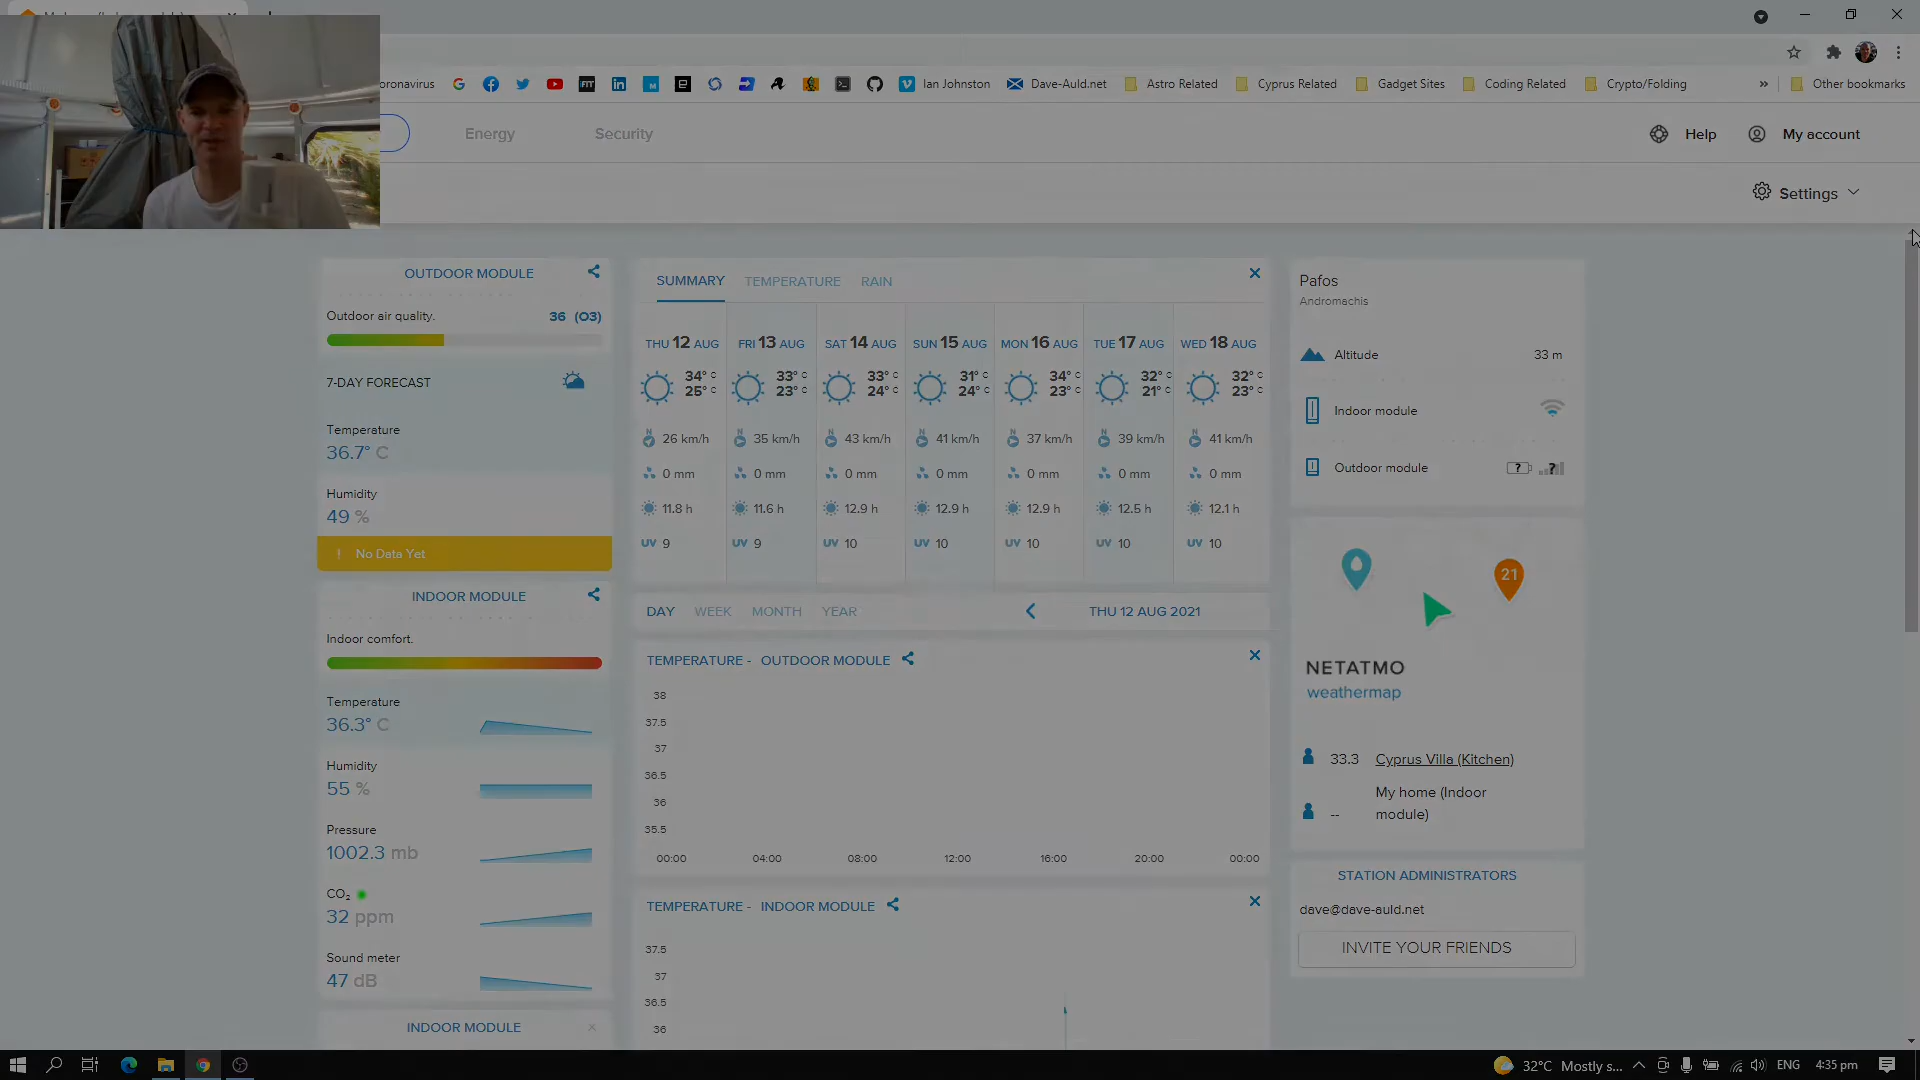 oronavirus
Ian Johnston
Dave-Auld.net
Astro Related
Cyprus Related
Gadget Sites
Coding Related
Crypto/Folding
»
Other bookmarks
Energy
Security
Help
My account
Settings
OUTDOOR MODULE
Outdoor air quality.
36 (O3)
7-DAY FORECAST
Temperature
36.7° C
Humidity
49 %
! No Data Yet
INDOOR MODULE
Indoor comfort.
Temperature
36.3° C
Humidity
55 %
Pressure
1002.3 mb
CO₂
32 ppm
Sound meter
47 dB
INDOOR MODULE
SUMMARY TEMPERATURE RAIN
THU 12 AUG FRI 13 AUG SAT 14 AUG SUN 15 AUG MON 16 AUG TUE 17 AUG WED 18 AUG
34° C 33° C 33° C 31° C 34° C 32° C 32° C
25° C 23° C 24° C 24° C 23° C 21° C 23° C
N 26 km/h N 35 km/h N 43 km/h N 41 km/h N 37 km/h N 39 km/h N 41 km/h
0 mm 0 mm 0 mm 0 mm 0 mm 0 mm 0 mm
11.8 h 11.6 h 12.9 h 12.9 h 12.9 h 12.5 h 12.1 h
UV 9 UV 9 UV 10 UV 10 UV 10 UV 10 UV 10
DAY WEEK MONTH YEAR
THU 12 AUG 2021
TEMPERATURE - OUTDOOR MODULE
38
37.5
37
36.5
36
35.5
00:00 04:00 08:00 12:00 16:00 20:00 00:00
TEMPERATURE - INDOOR MODULE
37.5
37
36.5
36
Pafos
Andromachis
Altitude 33 m
Indoor module
Outdoor module ? ?
21
NETATMO
weathermap
33.3 Cyprus Villa (Kitchen)
My home (Indoor
-- module)
STATION ADMINISTRATORS
dave@dave-auld.net
INVITE YOUR FRIENDS
32°C Mostly s... ENG 4:35 pm